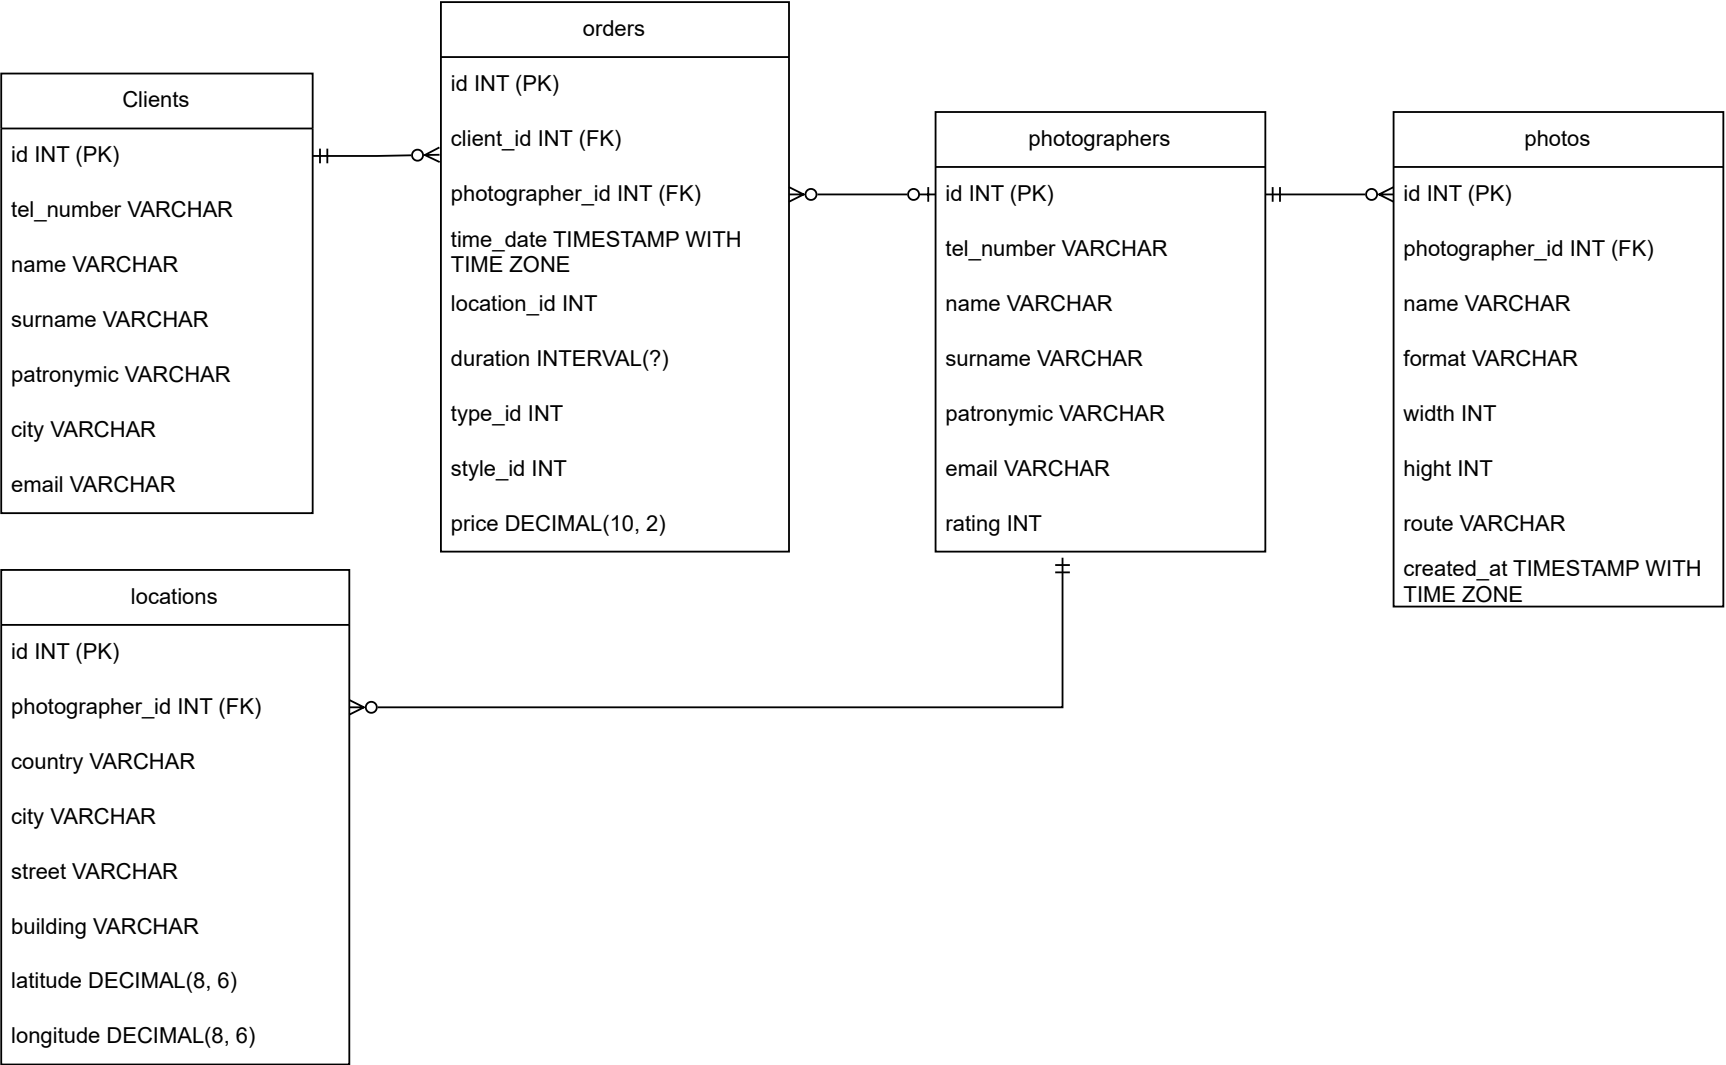 Clients
id INT (PK)
tel_number VARCHAR
name VARCHAR
surname VARCHAR
patronymic VARCHAR
city VARCHAR
email VARCHAR
orders
id INT (PK)
client_id INT (FK)
photographer_id INT (FK)
time_date TIMESTAMP WITH
TIME ZONE
location_id INT
duration INTERVAL(?)
type_id INT
style_id INT
price DECIMAL(10, 2)
photographers
id INT (PK)
tel_number VARCHAR
name VARCHAR
surname VARCHAR
patronymic VARCHAR
email VARCHAR
rating INT
photos
id INT (PK)
photographer_id INT (FK)
name VARCHAR
format VARCHAR
width INT
hight INT
route VARCHAR
created_at TIMESTAMP WITH
TIME ZONE
locations
id INT (PK)
photographer_id INT (FK)
country VARCHAR
city VARCHAR
street VARCHAR
building VARCHAR
latitude DECIMAL(8, 6)
longitude DECIMAL(8, 6)